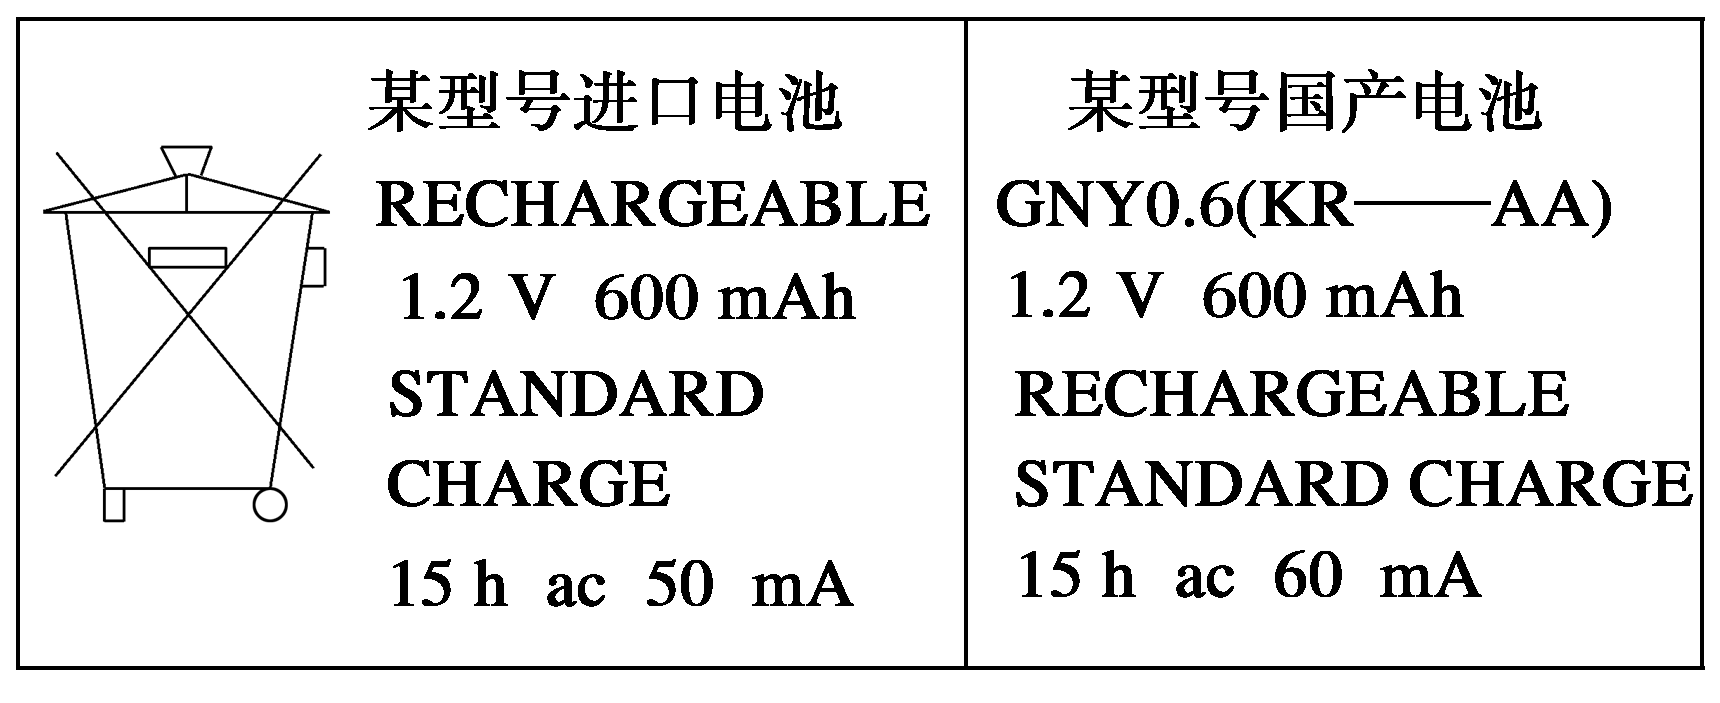 某型号进口电池
RECHARGEABLE
1.2 V 600 mAh
STANDARD
CHARGE
15 h ac 50 mA
某型号国产电池
GNY0.6(KR——AA)
1.2 V 600 mAh
RECHARGEABLE
STANDARD CHARGE
15 h ac 60 mA